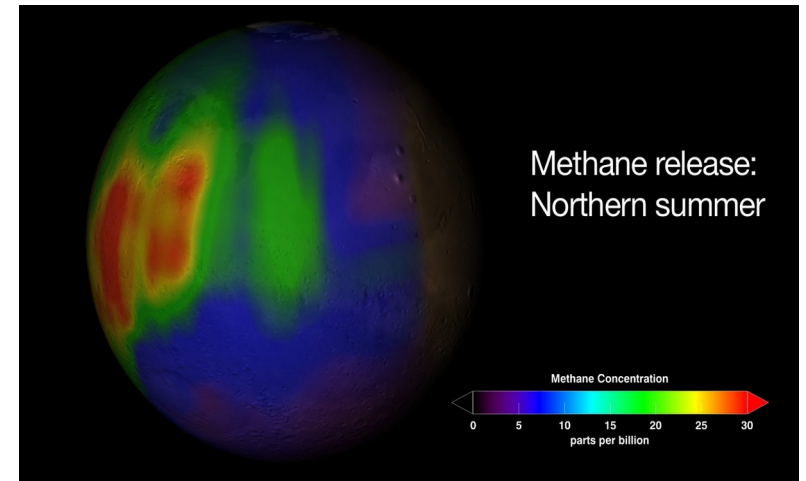 Methane release:
Northern summer
Methane Concentration
0 5 10 15 20 25 30
parts per billion